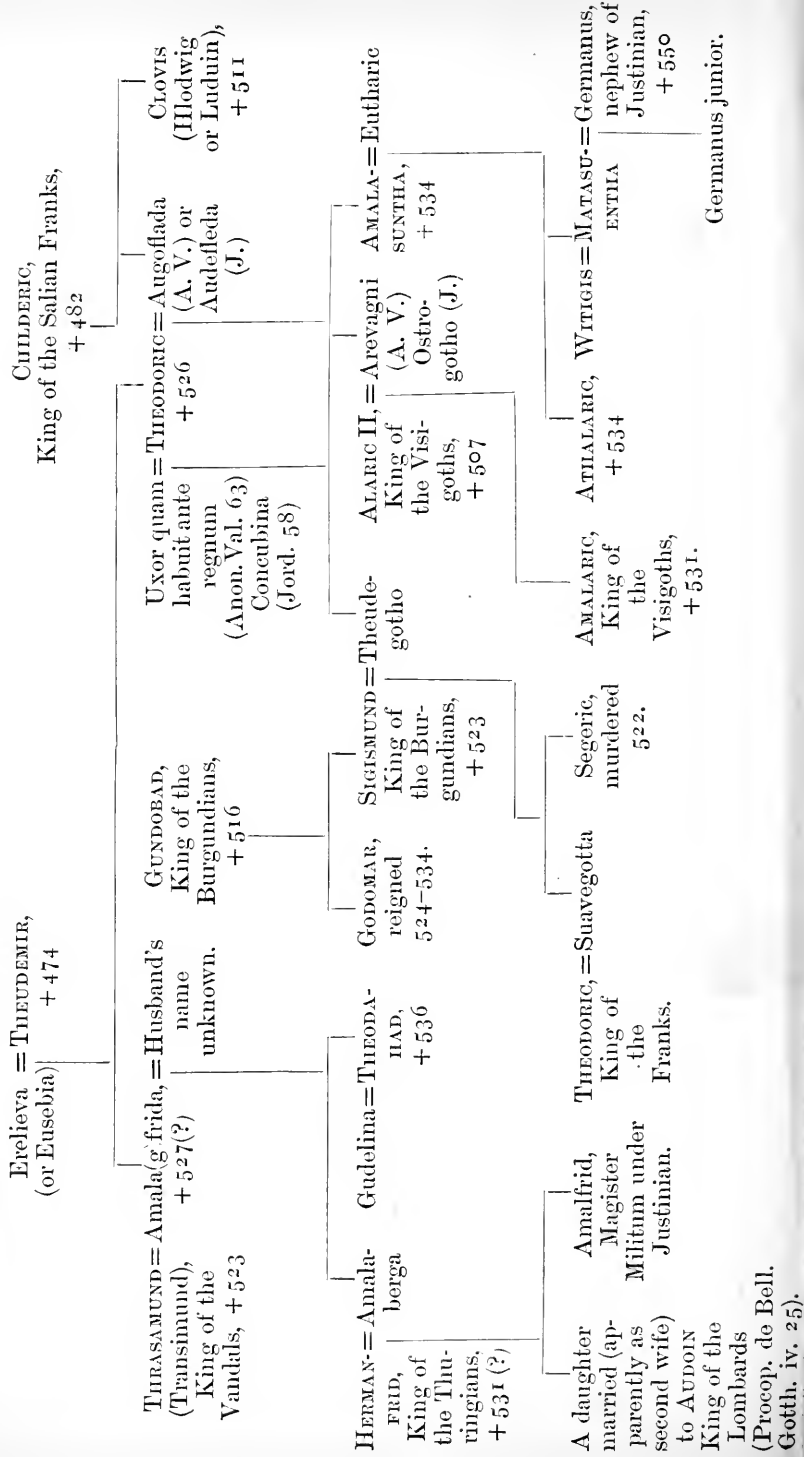 Erelieva = THEUDEMIR,
(or Eusebia) + 474
CHILDERIC,
King of the Salian Franks,
+ 482
THRASAMUND = Amala(g)frida, = Husband's
(Transimund), + 527(?) name
King of the unknown.
Vandals, + 523
GUNDOBAD,
King of the
Burgundians,
+ 516
Uxor quam = THEODORIC = Augoflada
habuit ante + 526 (A. V.) or
regnum Audefleda
(Anon. Val. 63) (J.)
Concubina
(Jord. 58)
CLOVIS
(Hlodwig
or Luduin),
+ 511
HERMAN- = Amala-
FRID, berga
King of
the Thu-
ringians,
+ 531 (?)
Gudelina = THEODA-
HAD,
+ 536
GODOMAR,
reigned
524–534.
SIGISMUND = Theude-
King of gotho
the Bur-
gundians,
+ 523
ALARIC II, = Arevagni
King of (A. V.)
the Visi- Ostro-
goths, gotho (J.)
+ 507
AMALA- = Eutharic
SUNTHA,
+ 534
A daughter
married (ap-
parently as
second wife)
to AUDOIN
King of the
Lombards
(Procop. de Bell.
Gotth. iv. 25).
Amalfrid,
Magister
Militum under
Justinian.
THEODORIC, = Suavegotta
King of
the
Franks.
Segeric,
murdered
522.
AMALARIC,
King of
the
Visigoths,
+ 531.
ATHALARIC,
+ 534
WITIGIS = MATASU- = Germanus,
ENTHA nephew of
Justinian,
+ 550
Germanus junior.